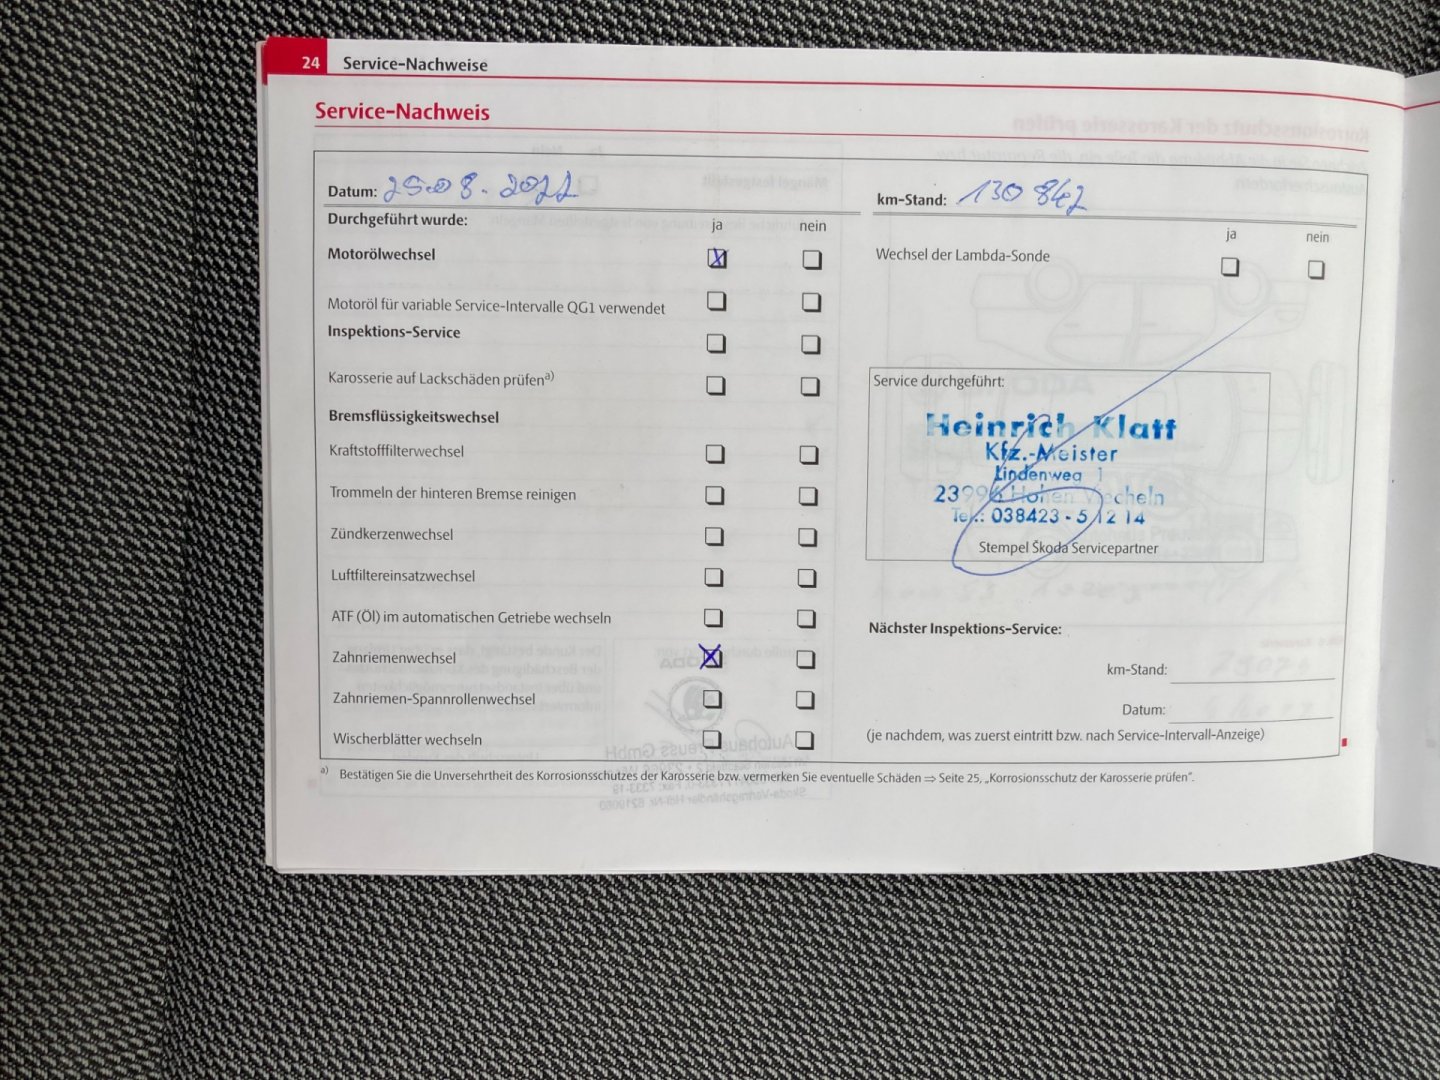 24 Service-Nachweise
Service-Nachweis
Datum: 25.08.2022
km-Stand: 130 842
Durchgeführt wurde:
ja nein
ja nein
Motorölwechsel
Wechsel der Lambda-Sonde
Motoröl für variable Service-Intervalle QG1 verwendet
Inspektions-Service
Karosserie auf Lackschäden prüfen a)
Bremsflüssigkeitswechsel
Kraftstofffilterwechsel
Trommeln der hinteren Bremse reinigen
Zündkerzenwechsel
Luftfiltereinsatzwechsel
ATF (Öl) im automatischen Getriebe wechseln
Zahnriemenwechsel
Zahnriemen-Spannrollenwechsel
Wischerblätter wechseln
Service durchgeführt:
Heinrich Klatt
Kfz.-Meister
Lindenweg 1
23996 Hohen Viecheln
Tel.: 038423 - 5 12 14
Stempel Škoda Servicepartner
Nächster Inspektions-Service:
km-Stand:
Datum:
(je nachdem, was zuerst eintritt bzw. nach Service-Intervall-Anzeige)
a) Bestätigen Sie die Unversehrtheit des Korrosionsschutzes der Karosserie bzw. vermerken Sie eventuelle Schäden ⇒ Seite 25, „Korrosionsschutz der Karosserie prüfen“.